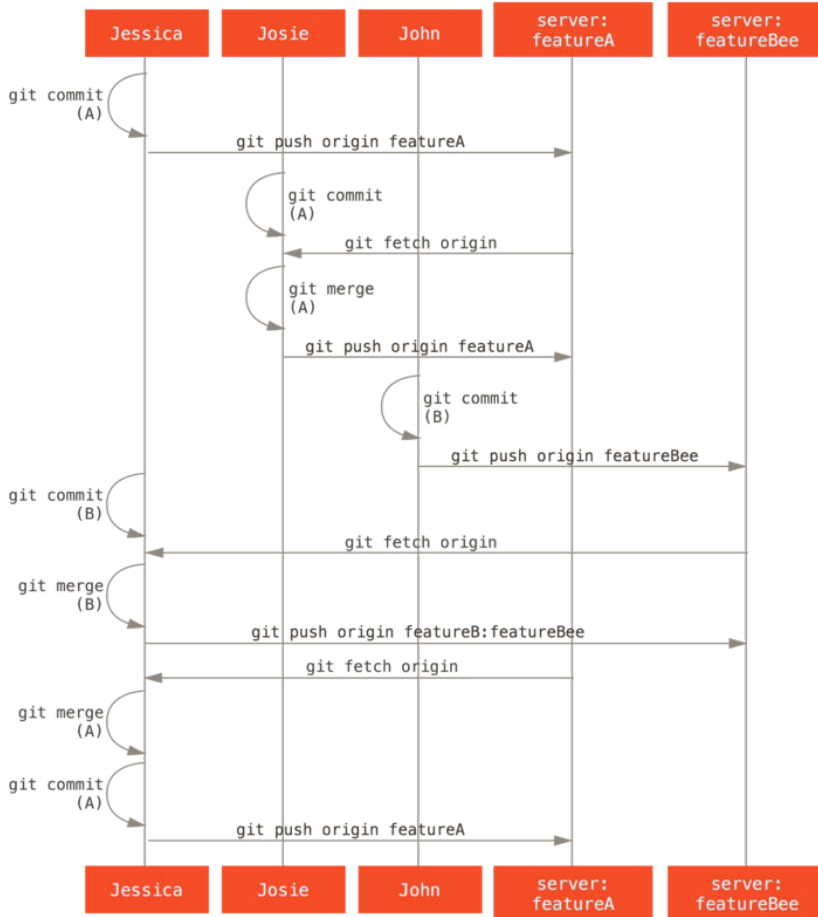 Jessica
Josie
John
server:
featureA
server:
featureBee
git commit
(A)
git push origin featureA
git commit
(A)
git fetch origin
git merge
(A)
git push origin featureA
git commit
(B)
git push origin featureBee
git commit
(B)
git fetch origin
git merge
(B)
git push origin featureB:featureBee
git fetch origin
git merge
(A)
git commit
(A)
git push origin featureA
Jessica
Josie
John
server:
featureA
server:
featureBee